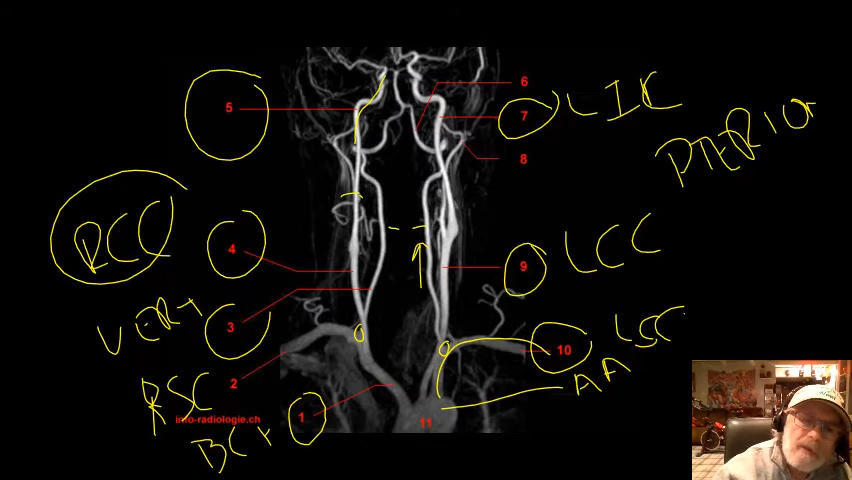 6
5
7
LIC
8
PTERIOR
RCC
4
9
LCC
VERT
3
LSC
10
AA
RSC
2
info-radiologie.ch
1
11
BCT